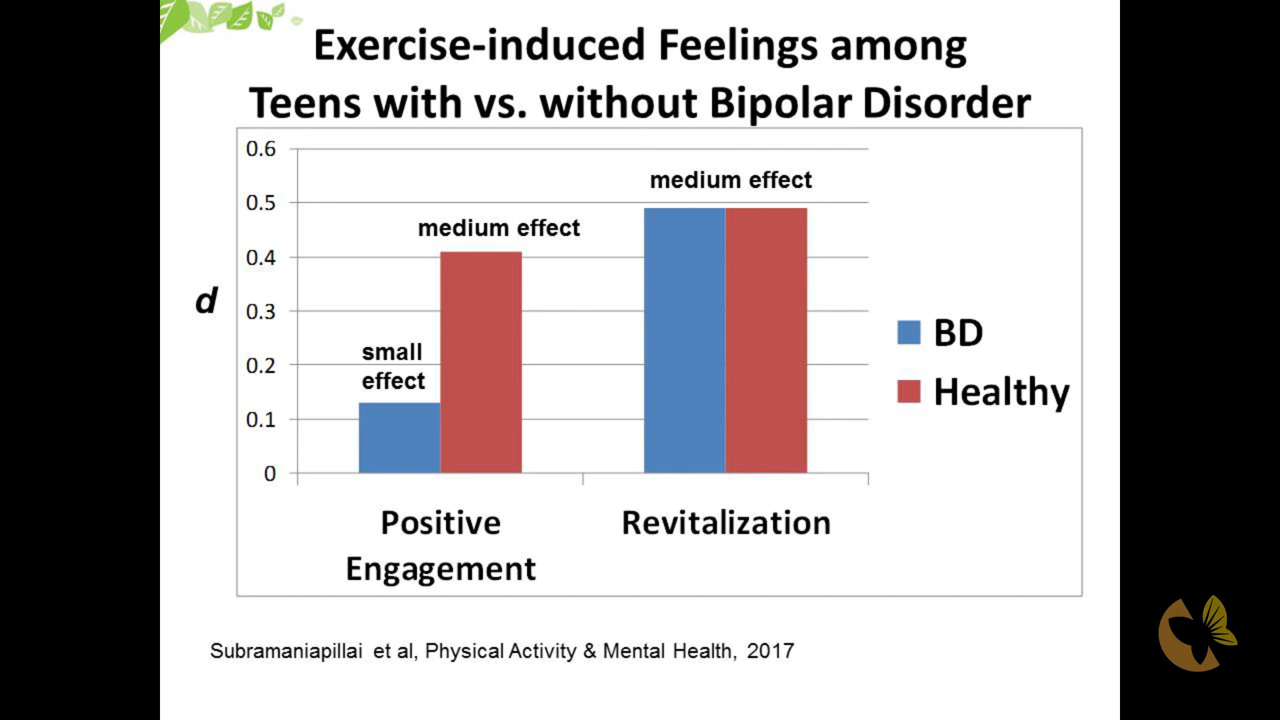 Exercise-induced Feelings among
Teens with vs. without Bipolar Disorder
0.6
0.5
0.4
0.3
0.2
0.1
0
d
small
effect
medium effect
medium effect
BD
Healthy
Positive
Engagement
Revitalization
Subramaniapillai et al, Physical Activity & Mental Health, 2017